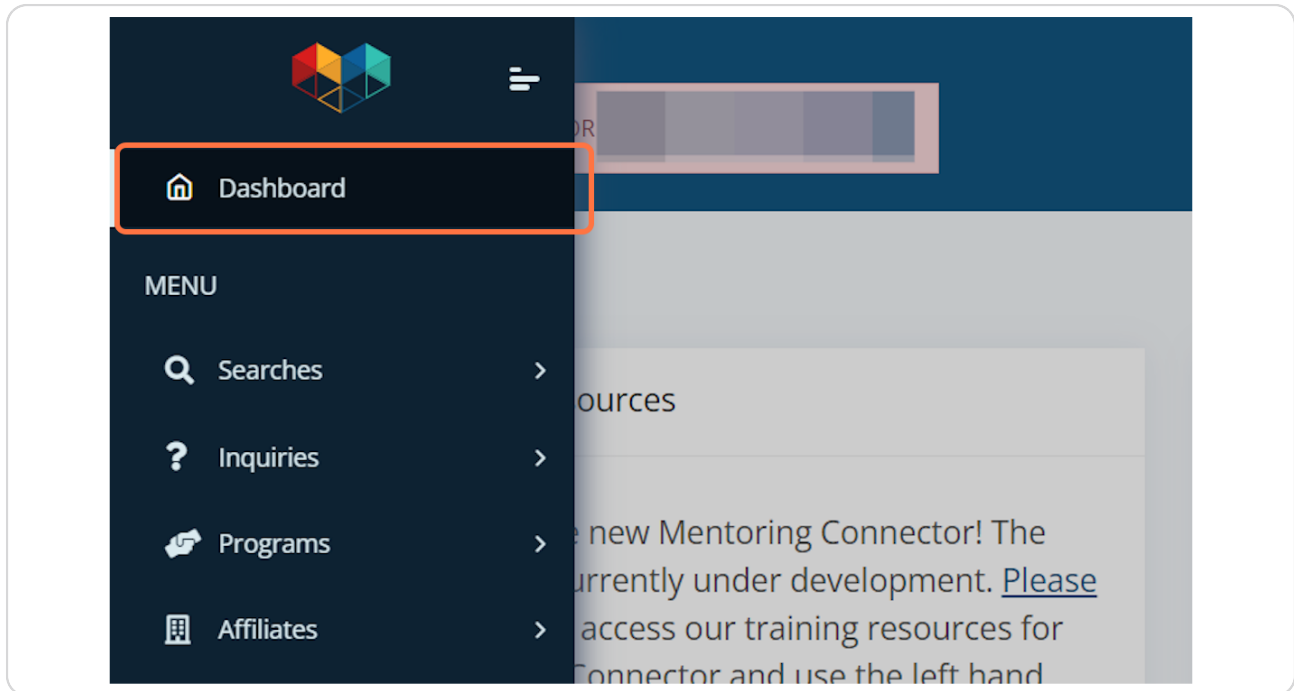 OR
Dashboard
MENU
Searches
Inquiries
Programs
Affiliates
ources
new Mentoring Connector! The
urrently under development. Please
access our training resources for
Connector and use the left hand